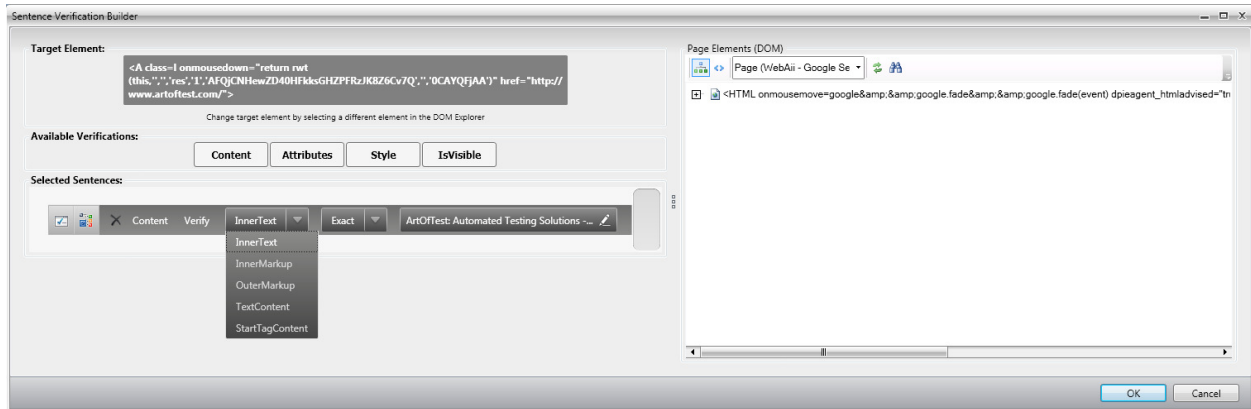 Sentence Verification Builder
Target Element:
<A class=l onmousedown="return rwt
(this,'','','res','1','AFQjCNHewZD40HFkksGHZPFRzJK8Z6Cv7Q','','0CAYQFjAA')" href="http://
www.artoftest.com/">
Change target element by selecting a different element in the DOM Explorer
Available Verifications:
Content Attributes Style IsVisible
Selected Sentences:
Content Verify InnerText Exact ArtOfTest: Automated Testing Solutions -...
InnerText
InnerMarkup
OuterMarkup
TextContent
StartTagContent
Page Elements (DOM)
Page (WebAii - Google Se
<HTML onmousemove=google&amp;&amp;google.fade&amp;&amp;google.fade(event) dpieagent_htmladvised="tr
OK Cancel